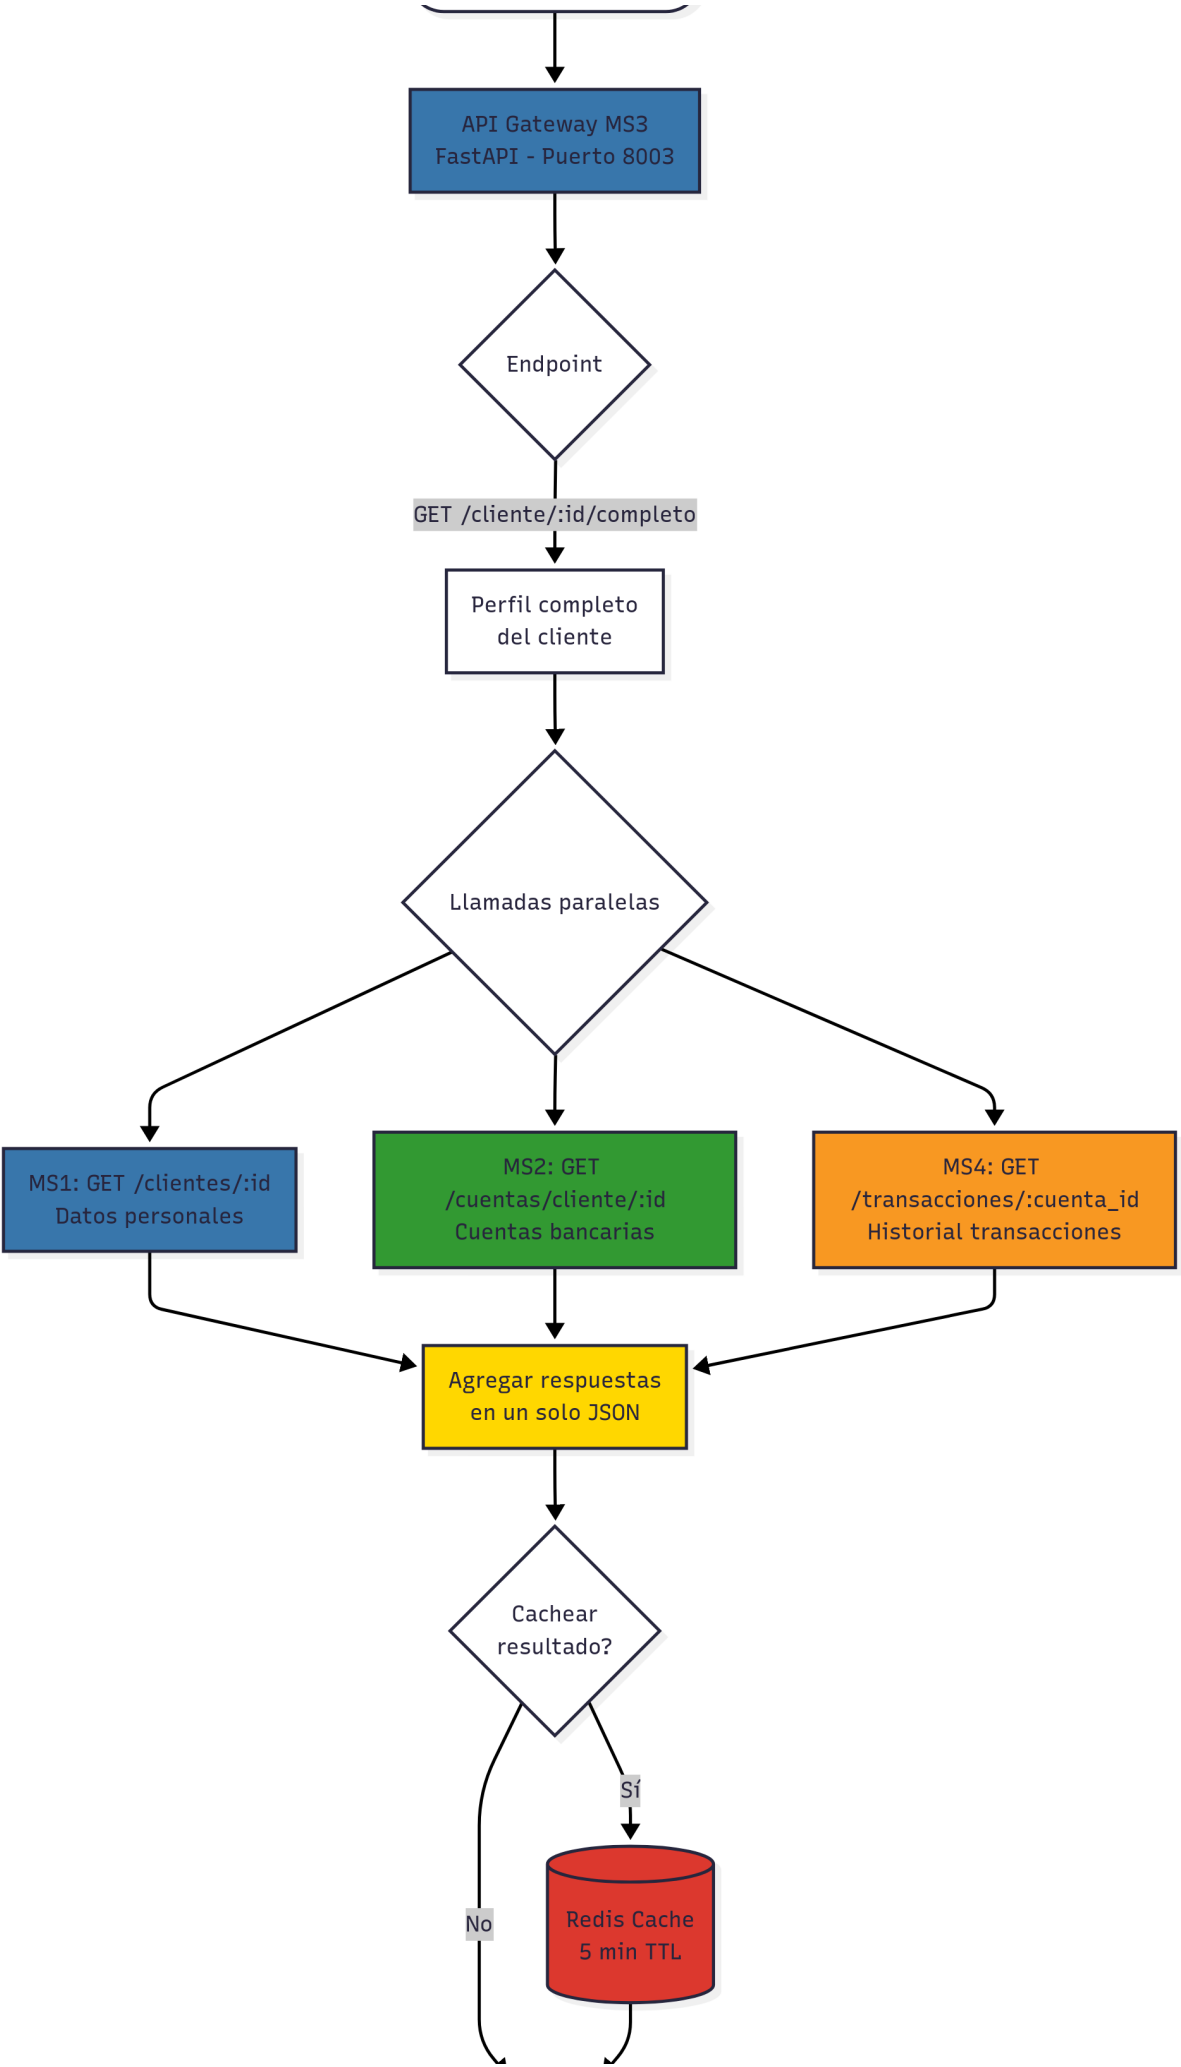 API Gateway MS3
FastAPI - Puerto 8003
Endpoint
GET /cliente/:id/completo
Perfil completo
del cliente
Llamadas paralelas
MS1: GET /clientes/:id
Datos personales
MS2: GET
/cuentas/cliente/:id
Cuentas bancarias
MS4: GET
/transacciones/:cuenta_id
Historial transacciones
Agregar respuestas
en un solo JSON
Cachear
resultado?
Sí
No
Redis Cache
5 min TTL